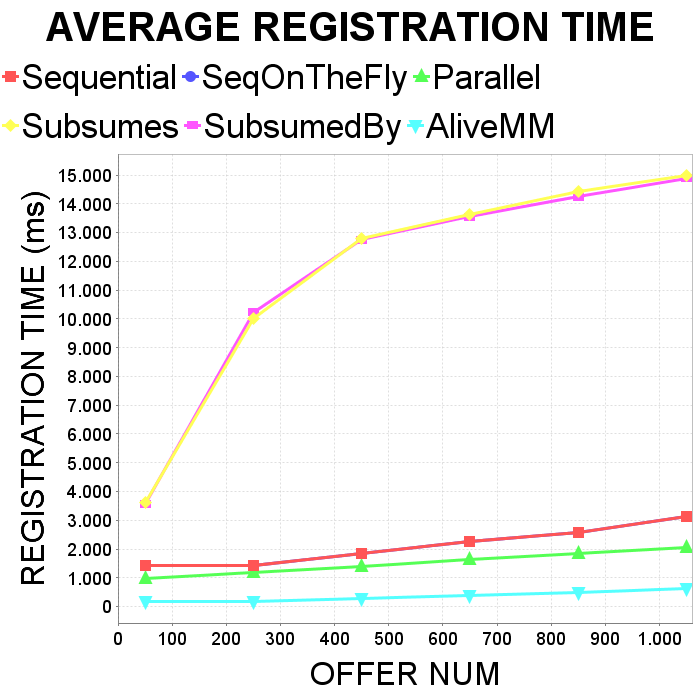 AVERAGE REGISTRATION TIME
Sequential SeqOnTheFly Parallel
Subsumes SubsumedBy AliveMM
REGISTRATION TIME (ms)
15.000
14.000
13.000
12.000
11.000
10.000
9.000
8.000
7.000
6.000
5.000
4.000
3.000
2.000
1.000
0
0 100 200 300 400 500 600 700 800 900 1.000
OFFER NUM